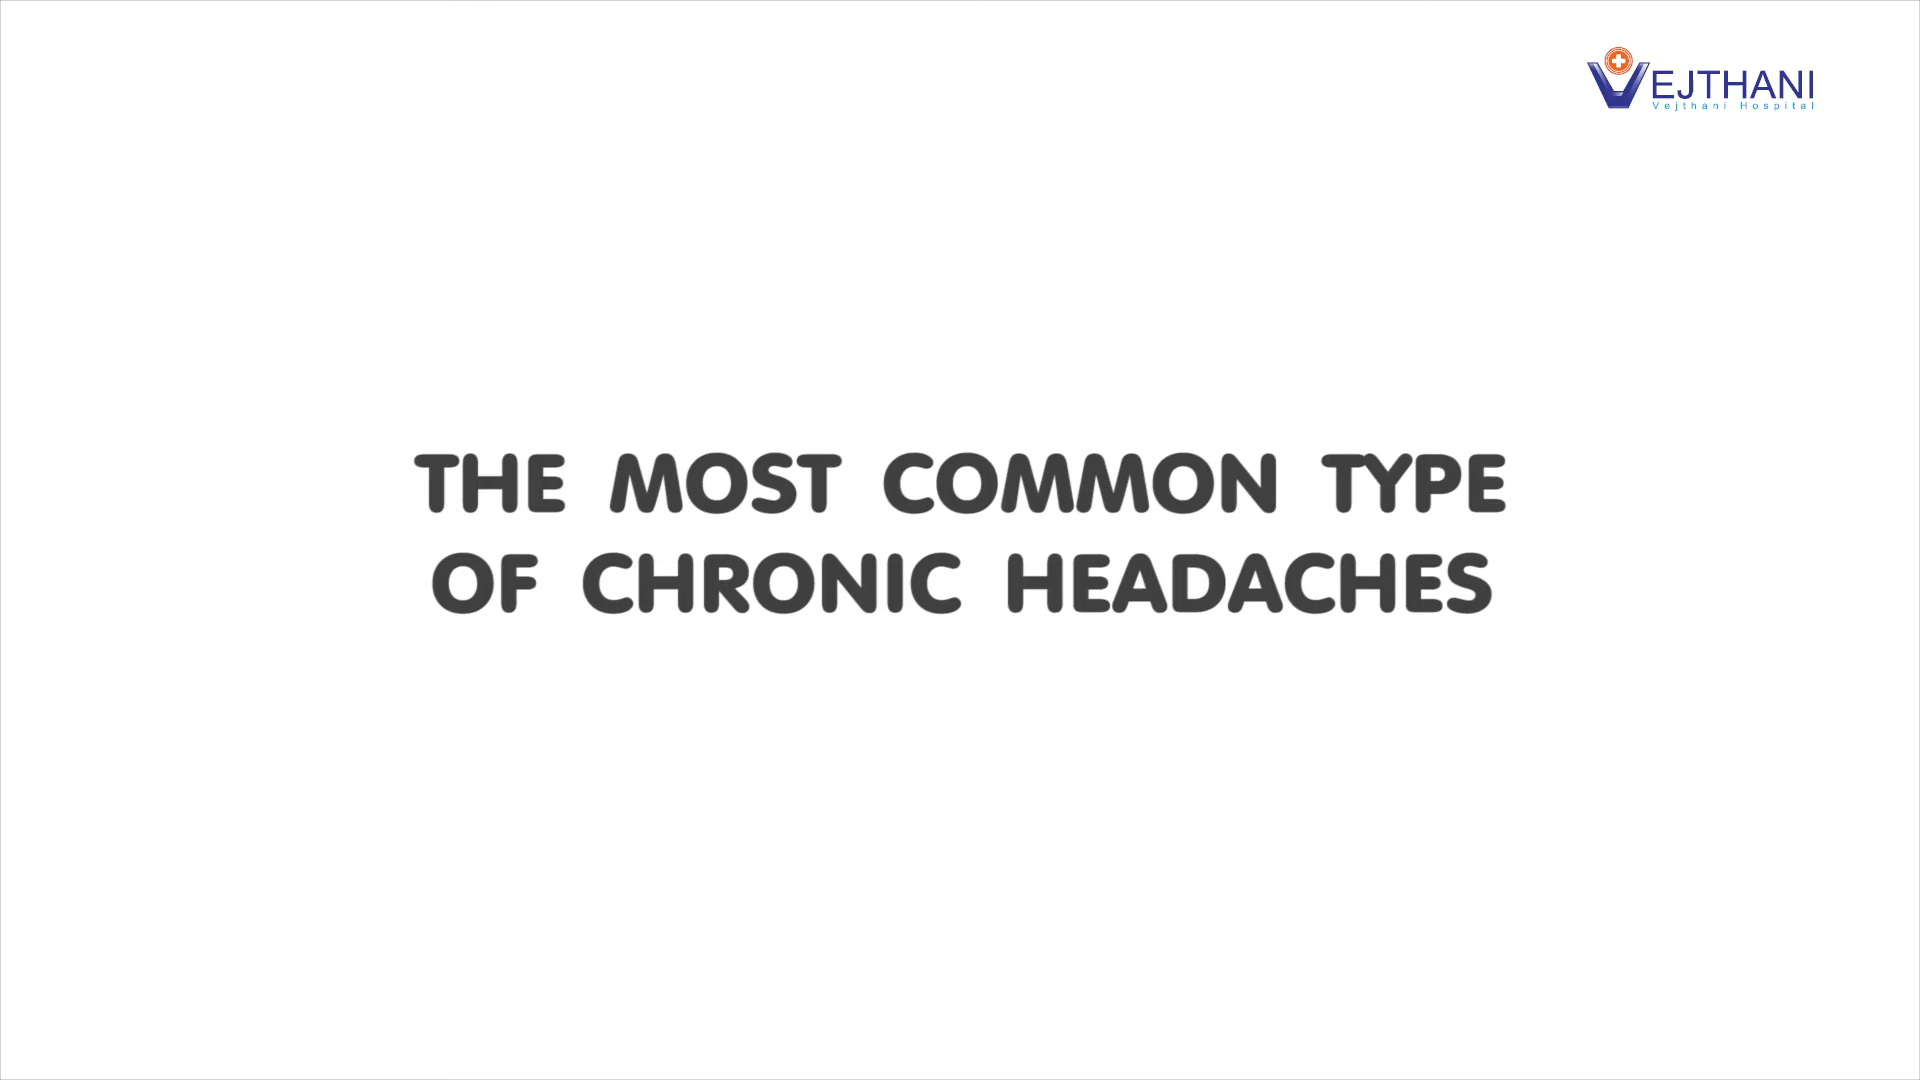 VEJTHANI
Vejthani Hospital
THE MOST COMMON TYPE
OF CHRONIC HEADACHES